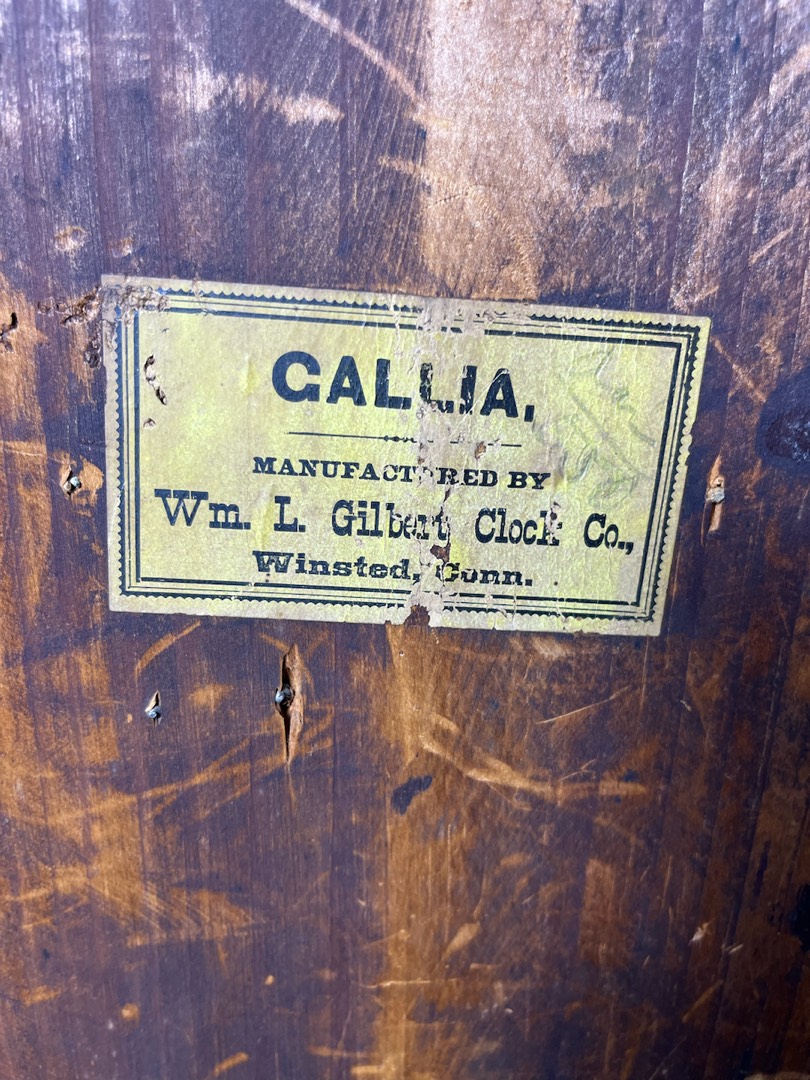 GALLIA.
MANUFACTURED BY
Wm. L. Gilbert Clock Co.,
Winsted, Conn.